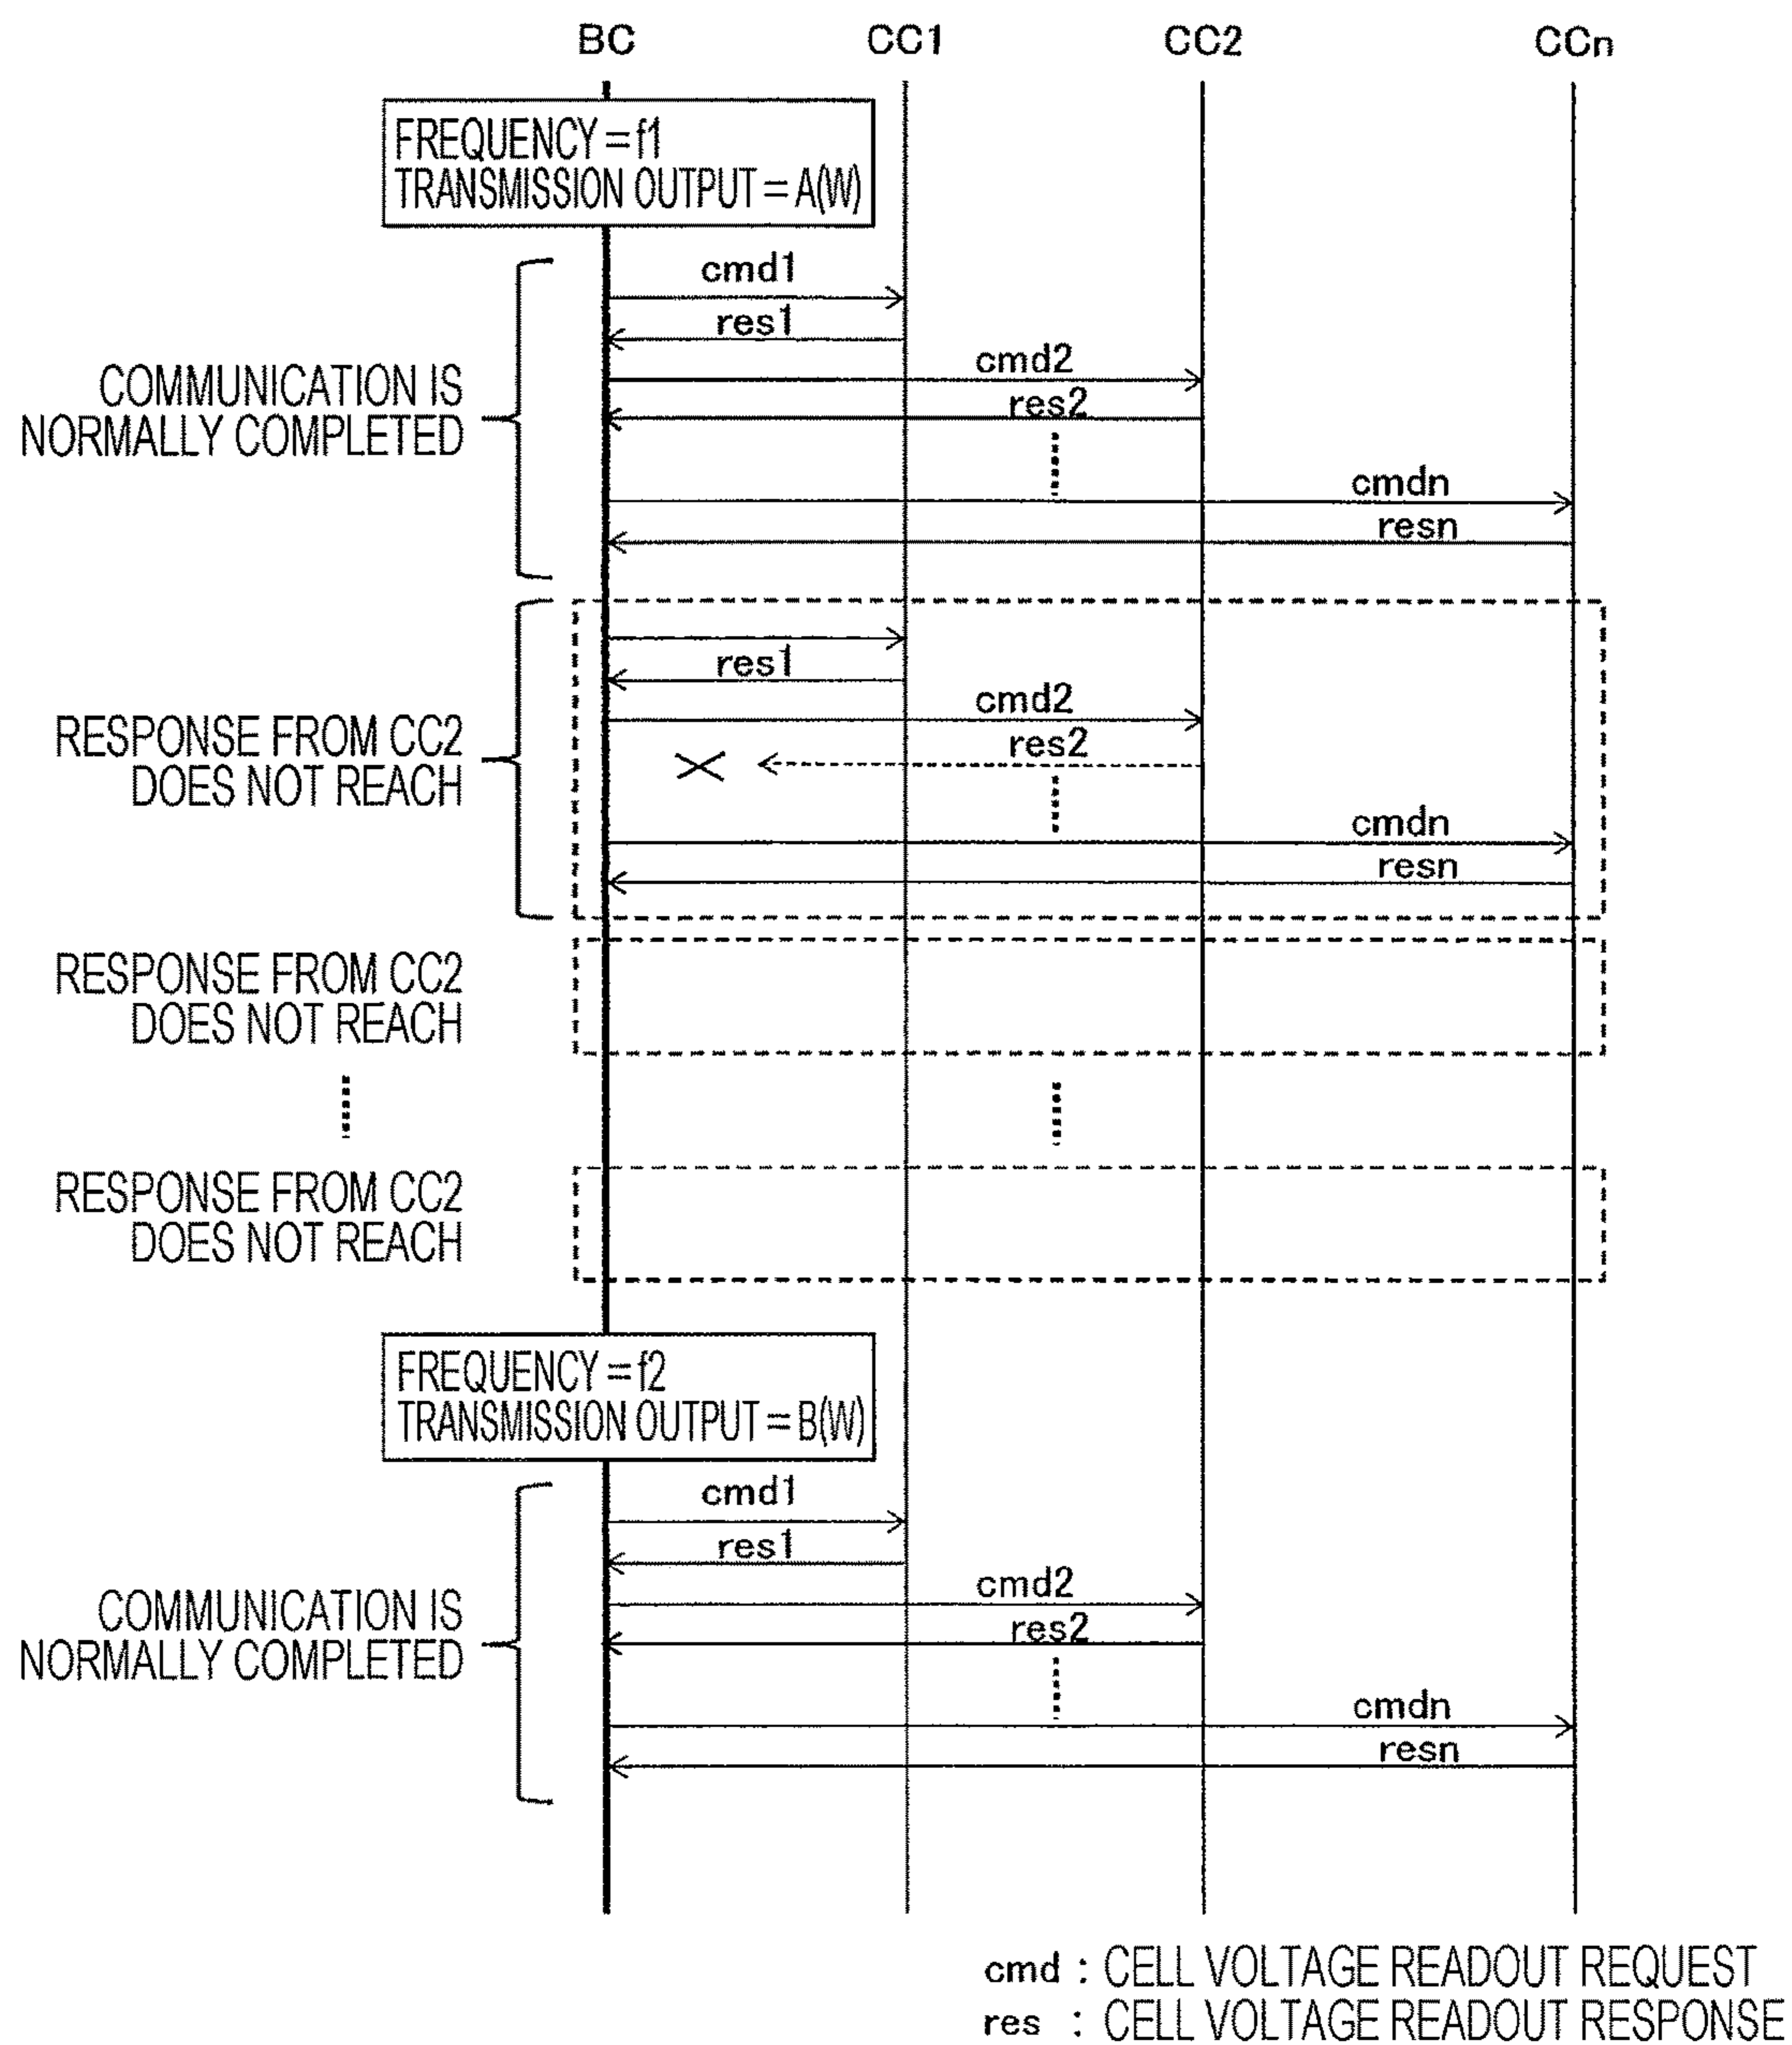 BC CC1 CC2 CCn
FREQUENCY = f1
TRANSMISSION OUTPUT = A(W)
cmd1
res1
cmd2
res2
COMMUNICATION IS
NORMALLY COMPLETED
cmdn
resn
res1
cmd2
res2
RESPONSE FROM CC2
DOES NOT REACH
cmdn
resn
RESPONSE FROM CC2
DOES NOT REACH
RESPONSE FROM CC2
DOES NOT REACH
FREQUENCY = f2
TRANSMISSION OUTPUT = B(W)
cmd1
res1
cmd2
res2
COMMUNICATION IS
NORMALLY COMPLETED
cmdn
resn
cmd : CELL VOLTAGE READOUT REQUEST
res : CELL VOLTAGE READOUT RESPONSE